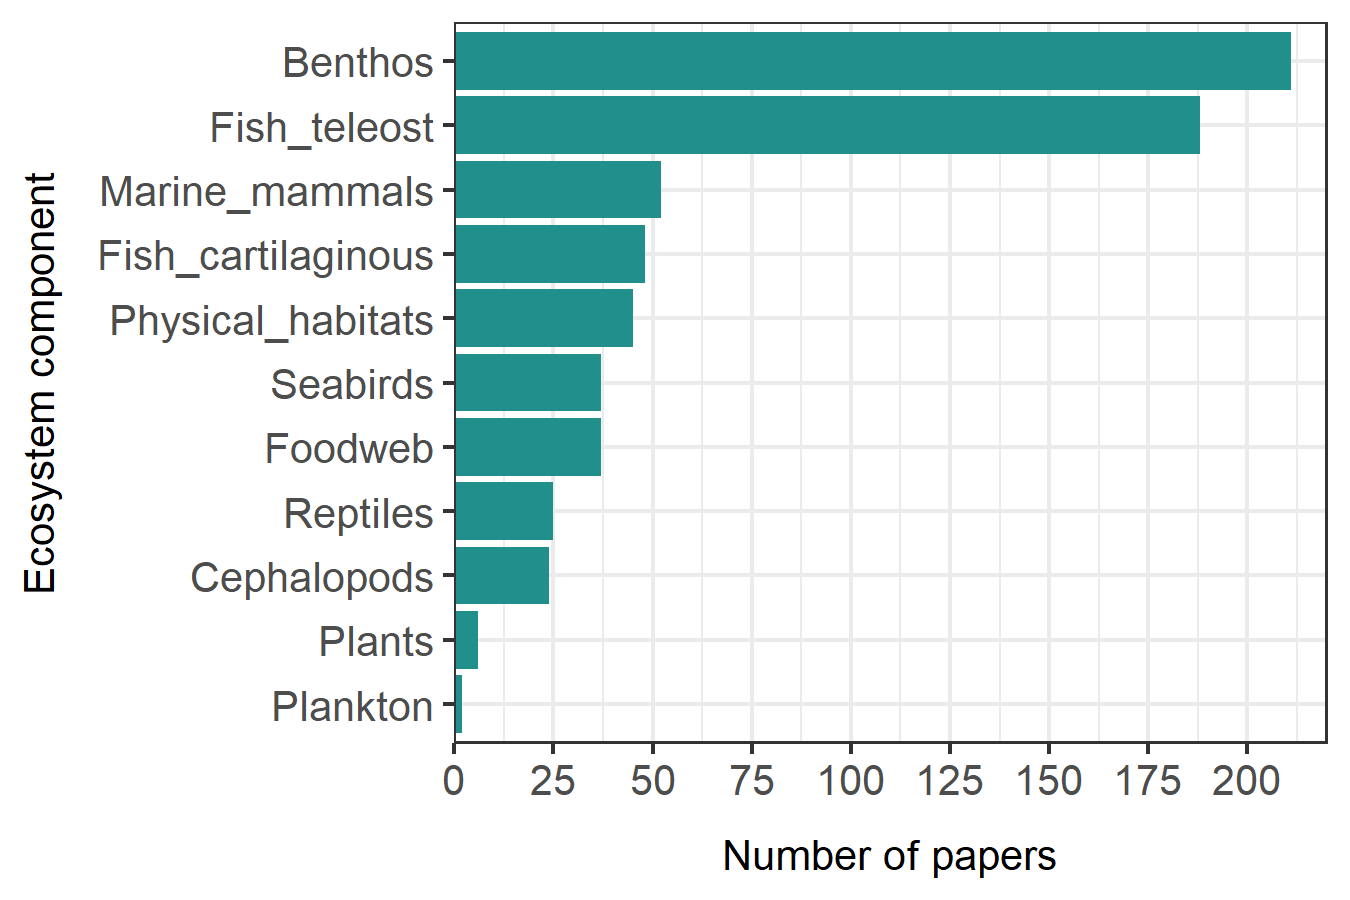 Ecosystem component
Benthos
Fish_teleost
Marine_mammals
Fish_cartilaginous
Physical_habitats
Seabirds
Foodweb
Reptiles
Cephalopods
Plants
Plankton
0 25 50 75 100 125 150 175 200
Number of papers